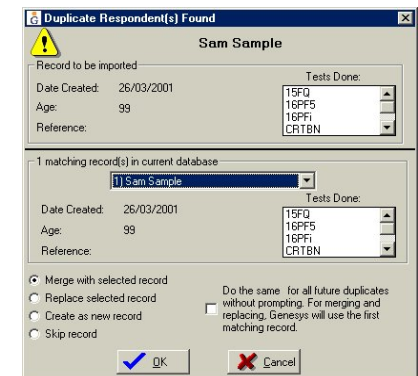 Duplicate Respondent(s) Found
Sam Sample
Record to be imported
Date Created: 26/03/2001
Age: 99
Reference:
Tests Done:
15FQ
16PF5
16PFi
CRTBN
1 matching record(s) in current database
1) Sam Sample
Date Created: 26/03/2001
Age: 99
Reference:
Tests Done:
15FQ
16PF5
16PFi
CRTBN
Merge with selected record
Replace selected record
Create as new record
Skip record
Do the same for all future duplicates
without prompting. For merging and
replacing, Genesys will use the first
matching record.
OK
Cancel